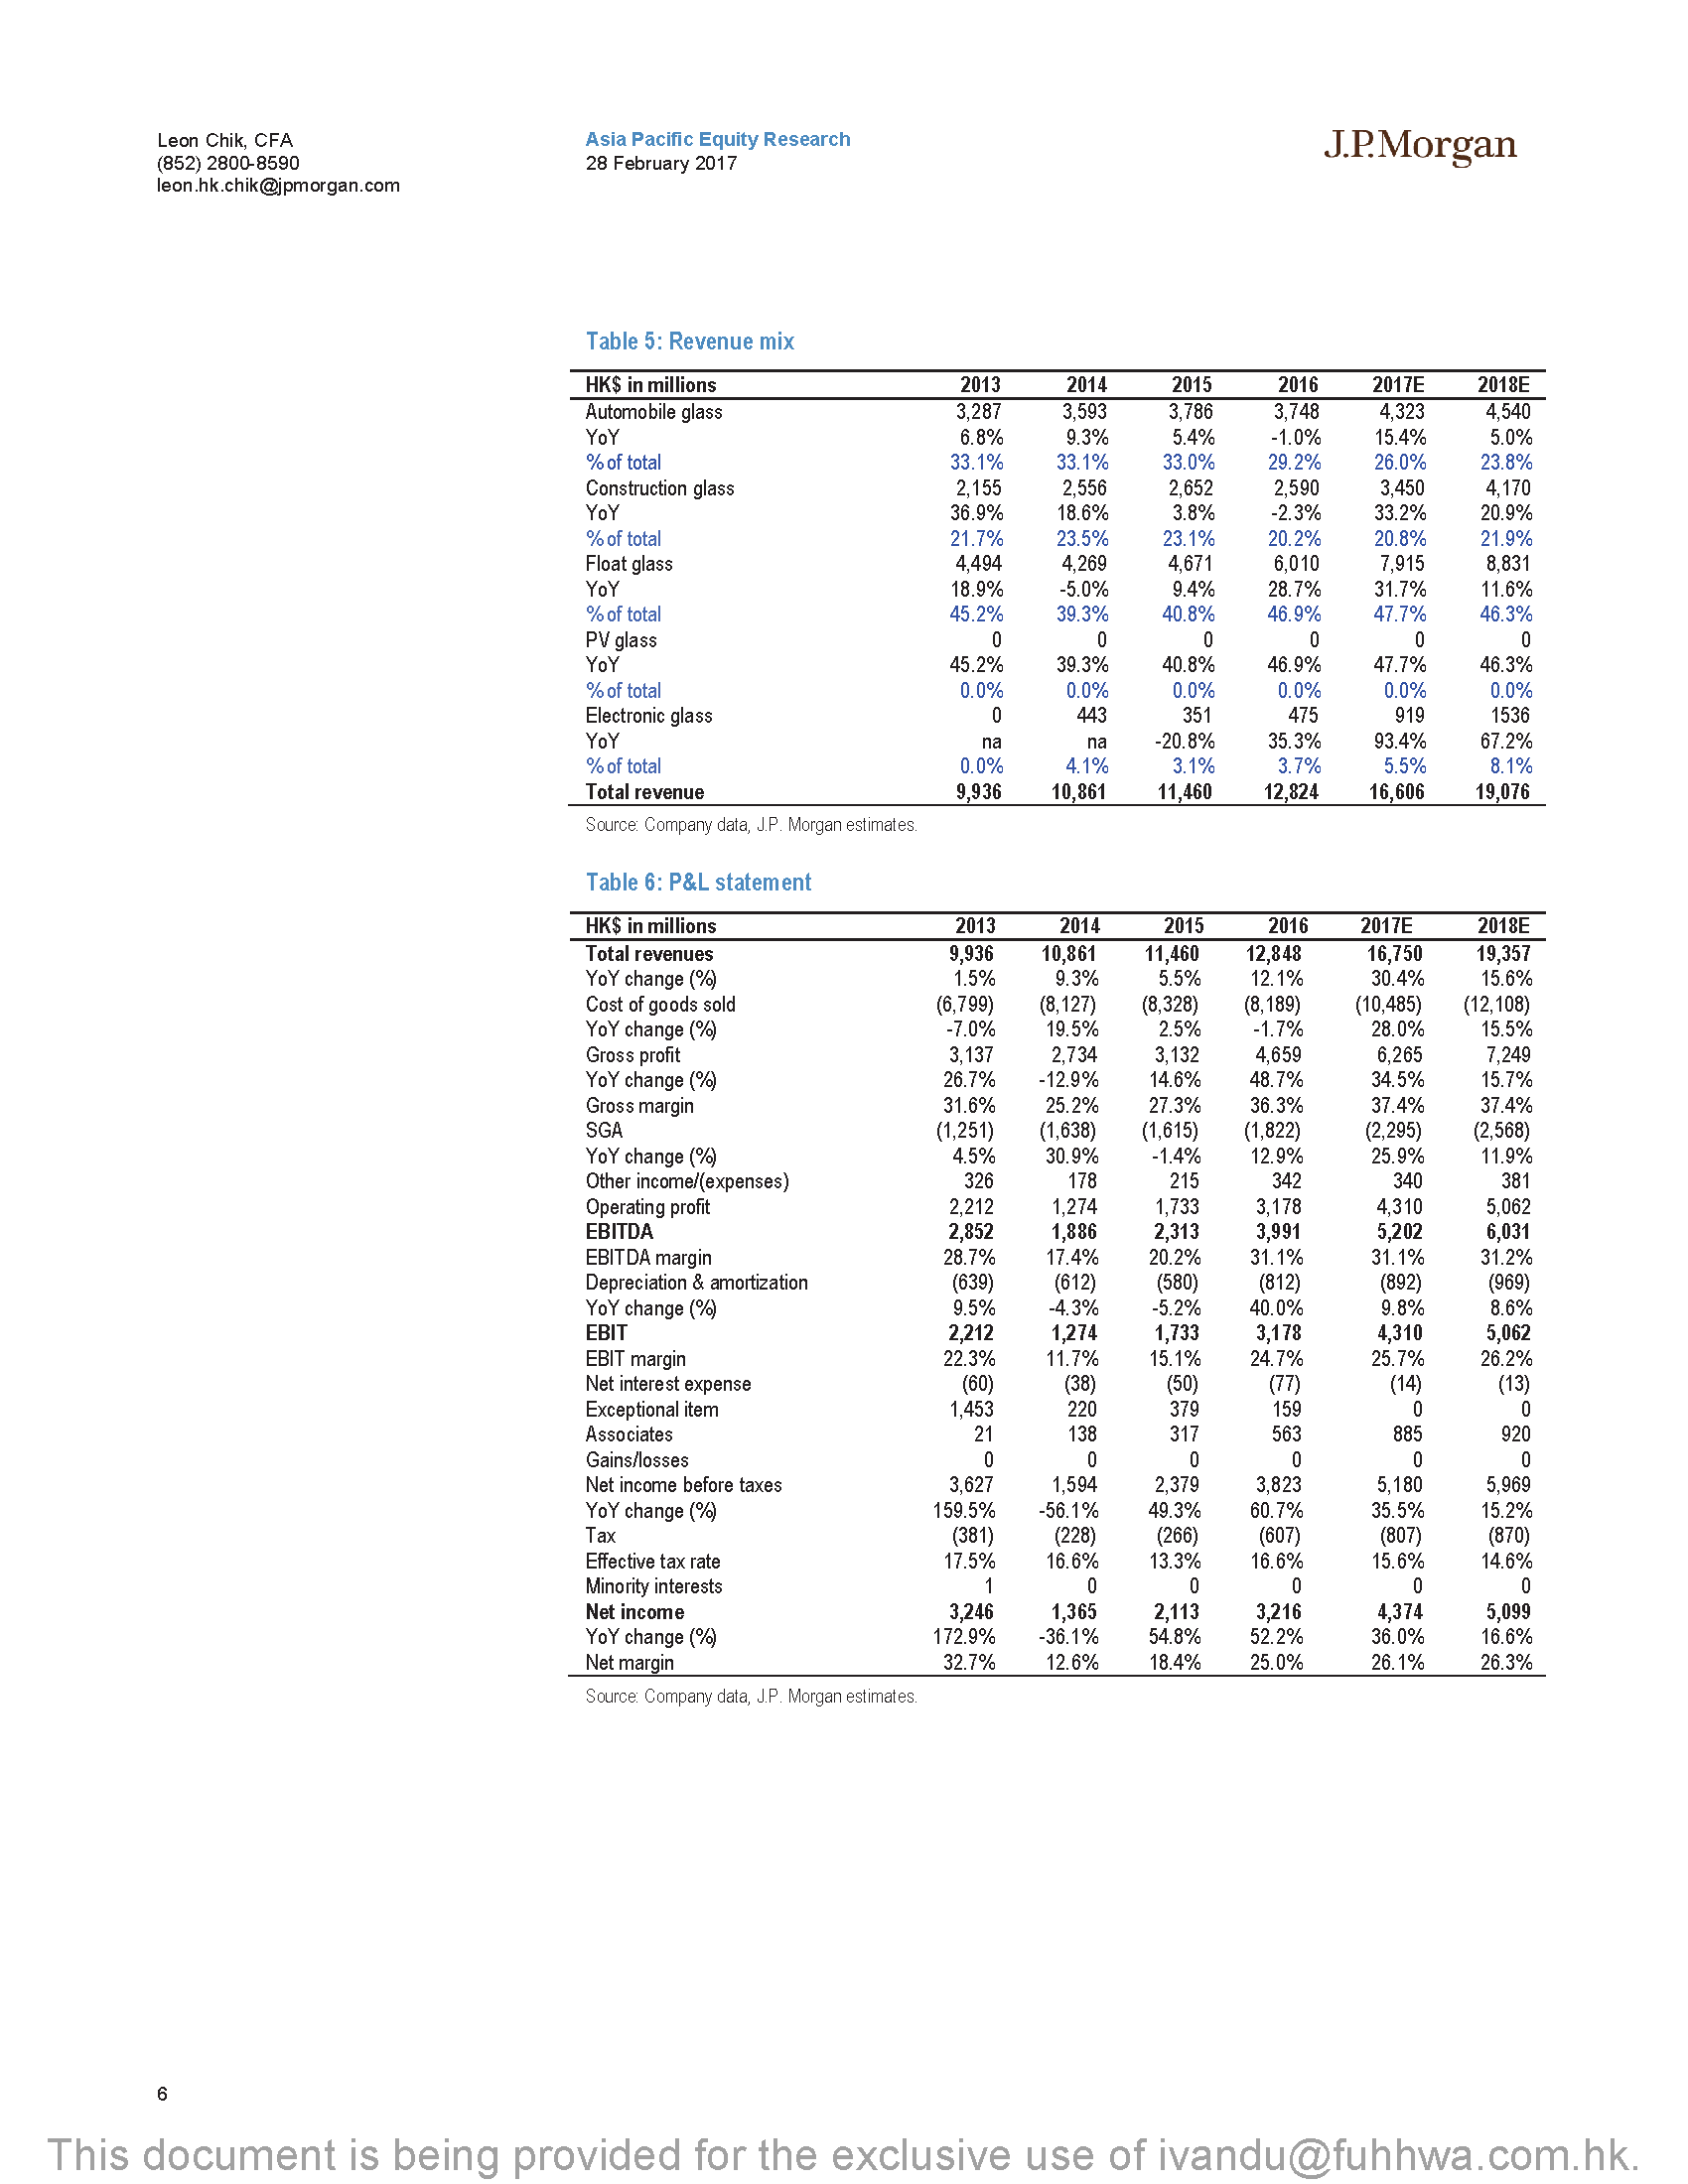 Leon Chik, CFA
(852) 2800-8590
leon.hk.chik@jpmorgan.com
Asia Pacific Equity Research
28 February 2017
J.P.Morgan
Table 5: Revenue mix
HK$ in millions 2013 2014 2015 2016 2017E 2018E
Automobile glass 3,287 3,593 3,786 3,748 4,323 4,540
YoY 6.8% 9.3% 5.4% -1.0% 15.4% 5.0%
% of total 33.1% 33.1% 33.0% 29.2% 26.0% 23.8%
Construction glass 2,155 2,556 2,652 2,590 3,450 4,170
YoY 36.9% 18.6% 3.8% -2.3% 33.2% 20.9%
% of total 21.7% 23.5% 23.1% 20.2% 20.8% 21.9%
Float glass 4,494 4,269 4,671 6,010 7,915 8,831
YoY 18.9% -5.0% 9.4% 28.7% 31.7% 11.6%
% of total 45.2% 39.3% 40.8% 46.9% 47.7% 46.3%
PV glass 0 0 0 0 0 0
YoY 45.2% 39.3% 40.8% 46.9% 47.7% 46.3%
% of total 0.0% 0.0% 0.0% 0.0% 0.0% 0.0%
Electronic glass 0 443 351 475 919 1536
YoY na na -20.8% 35.3% 93.4% 67.2%
% of total 0.0% 4.1% 3.1% 3.7% 5.5% 8.1%
Total revenue 9,936 10,861 11,460 12,824 16,606 19,076
Source: Company data, J.P. Morgan estimates.
Table 6: P&L statement
HK$ in millions 2013 2014 2015 2016 2017E 2018E
Total revenues 9,936 10,861 11,460 12,848 16,750 19,357
YoY change (%) 1.5% 9.3% 5.5% 12.1% 30.4% 15.6%
Cost of goods sold (6,799) (8,127) (8,328) (8,189) (10,485) (12,108)
YoY change (%) -7.0% 19.5% 2.5% -1.7% 28.0% 15.5%
Gross profit 3,137 2,734 3,132 4,659 6,265 7,249
YoY change (%) 26.7% -12.9% 14.6% 48.7% 34.5% 15.7%
Gross margin 31.6% 25.2% 27.3% 36.3% 37.4% 37.4%
SGA (1,251) (1,638) (1,615) (1,822) (2,295) (2,568)
YoY change (%) 4.5% 30.9% -1.4% 12.9% 25.9% 11.9%
Other income/(expenses) 326 178 215 342 340 381
Operating profit 2,212 1,274 1,733 3,178 4,310 5,062
EBITDA 2,852 1,886 2,313 3,991 5,202 6,031
EBITDA margin 28.7% 17.4% 20.2% 31.1% 31.1% 31.2%
Depreciation & amortization (639) (612) (580) (812) (892) (969)
YoY change (%) 9.5% -4.3% -5.2% 40.0% 9.8% 8.6%
EBIT 2,212 1,274 1,733 3,178 4,310 5,062
EBIT margin 22.3% 11.7% 15.1% 24.7% 25.7% 26.2%
Net interest expense (60) (38) (50) (77) (14) (13)
Exceptional item 1,453 220 379 159 0 0
Associates 21 138 317 563 885 920
Gains/losses 0 0 0 0 0 0
Net income before taxes 3,627 1,594 2,379 3,823 5,180 5,969
YoY change (%) 159.5% -56.1% 49.3% 60.7% 35.5% 15.2%
Tax (381) (228) (266) (607) (807) (870)
Effective tax rate 17.5% 16.6% 13.3% 16.6% 15.6% 14.6%
Minority interests 1 0 0 0 0 0
Net income 3,246 1,365 2,113 3,216 4,374 5,099
YoY change (%) 172.9% -36.1% 54.8% 52.2% 36.0% 16.6%
Net margin 32.7% 12.6% 18.4% 25.0% 26.1% 26.3%
Source: Company data, J.P. Morgan estimates.
6
This document is being provided for the exclusive use of ivandu@fuhhwa.com.hk.